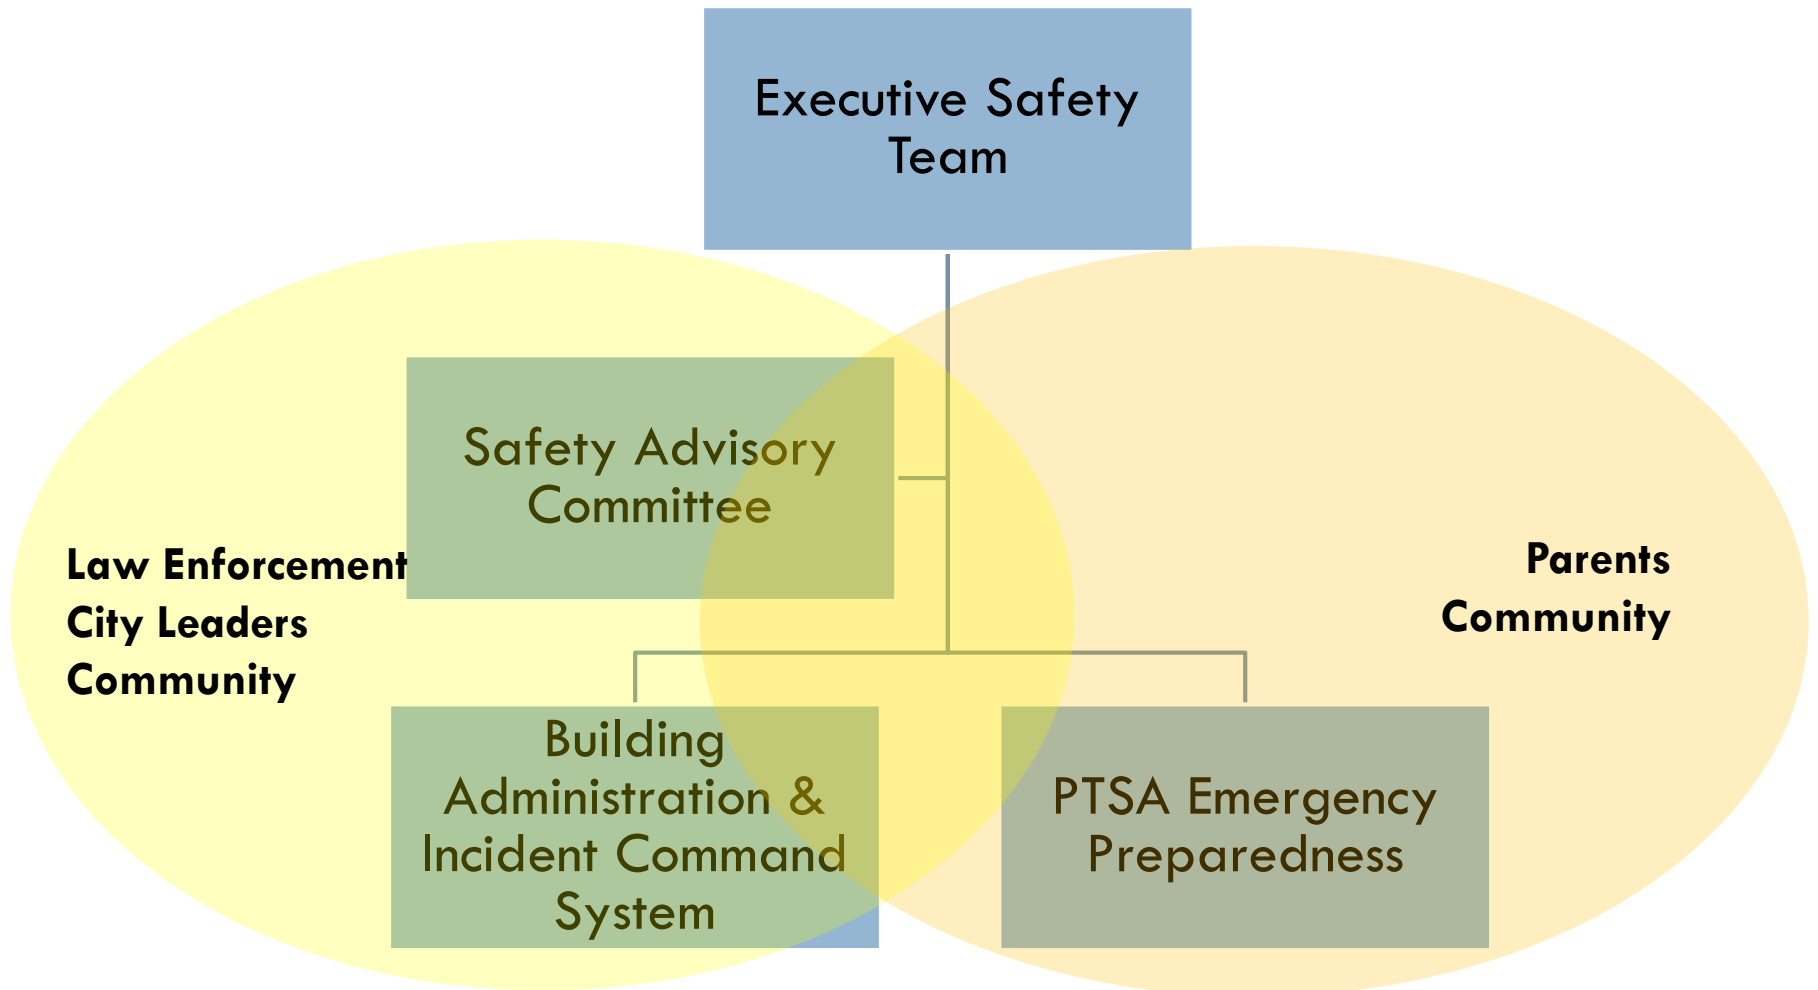 Executive Safety
Team
Safety Advisory
Committee
Law Enforcement
City Leaders
Community
Parents
Community
Building
Administration &
Incident Command
System
PTSA Emergency
Preparedness